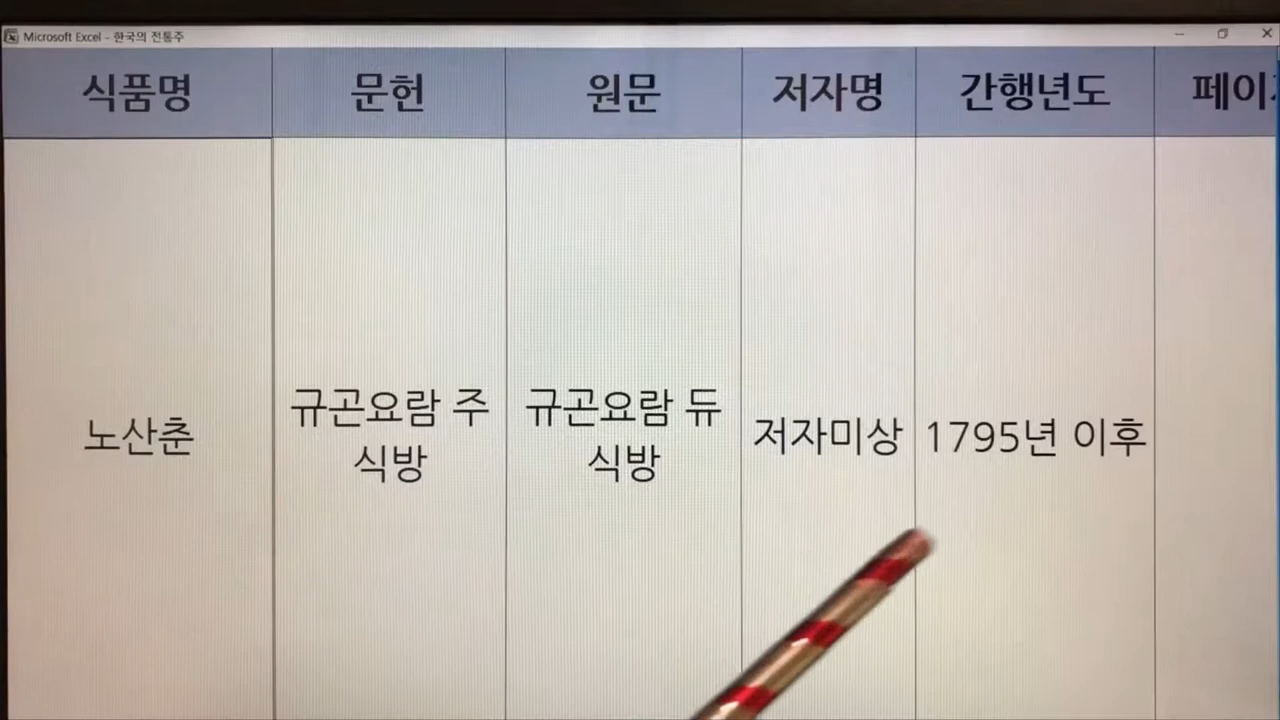 Microsoft Excel - 한국의 전통주
식품명 문헌 원문 저자명 간행년도
노산춘
규곤요람 주
식방
규곤요람 듀
식방
저자미상
1795년 이후